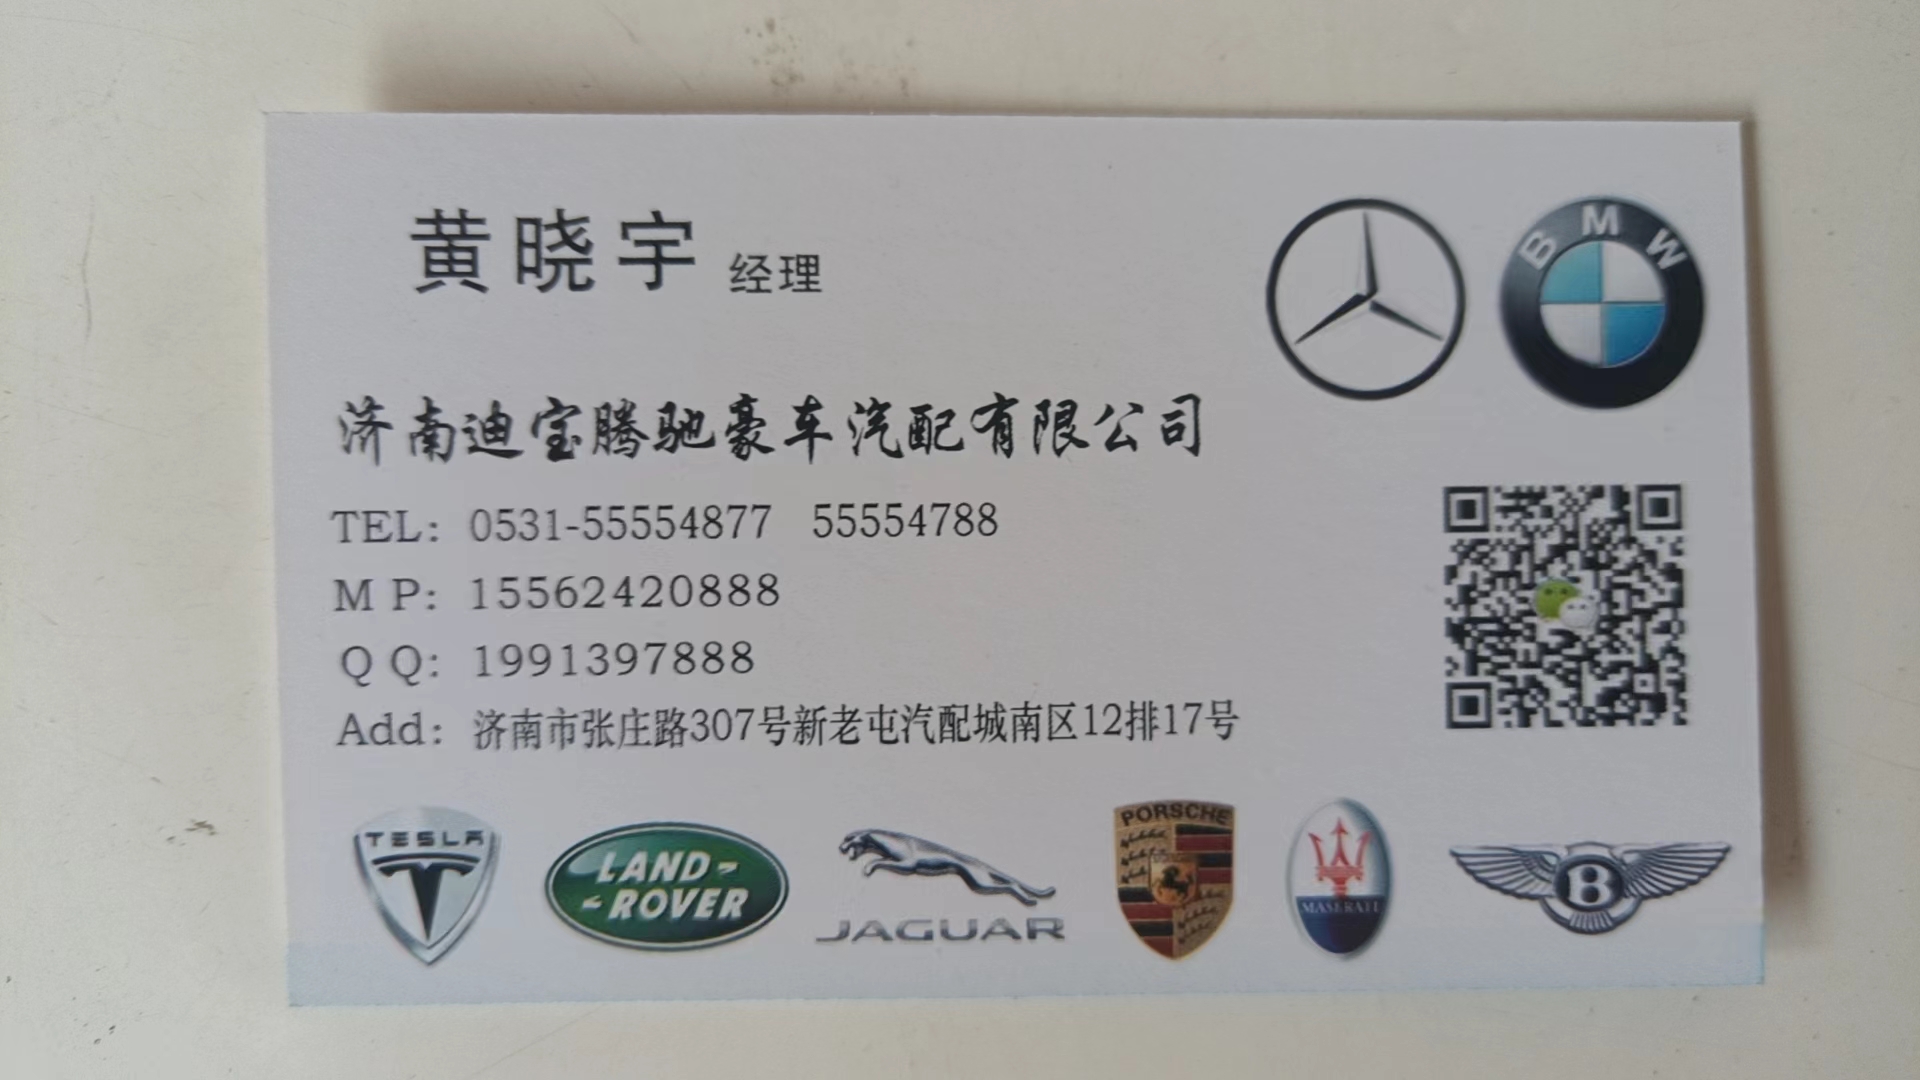 黄晓宇 经理
BMW
济南迪宝腾驰豪车汽配有限公司
TEL: 0531-55554877 55554788
M P: 15562420888
Q Q: 1991397888
Add: 济南市张庄路307号新老屯汽配城南区12排17号
TESLA
LAND-
-ROVER
JAGUAR
PORSCHE
MASERATI
B